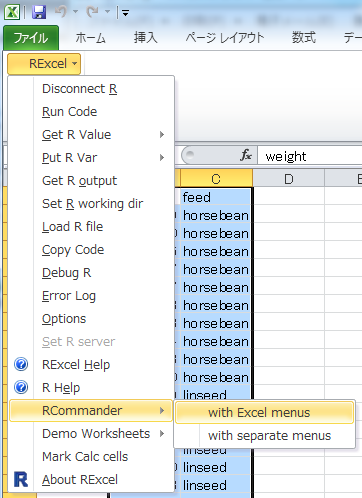 ファイル ホーム 挿入 ページ レイアウト 数式 デー
RExcel
Disconnect R
Run Code
Get R Value
Put R Var
Get R output
Set R working dir
Load R file
Copy Code
Debug R
Error Log
Options
Set R server
RExcel Help
R Help
RCommander
Demo Worksheets
Mark Calc cells
About RExcel
with Excel menus
with separate menus
fx weight
C D E
feed
horsebean
horsebean
horsebean
horsebean
horsebean
horsebean
horsebean
horsebean
horsebean
horsebean
linseed
linseed
linseed